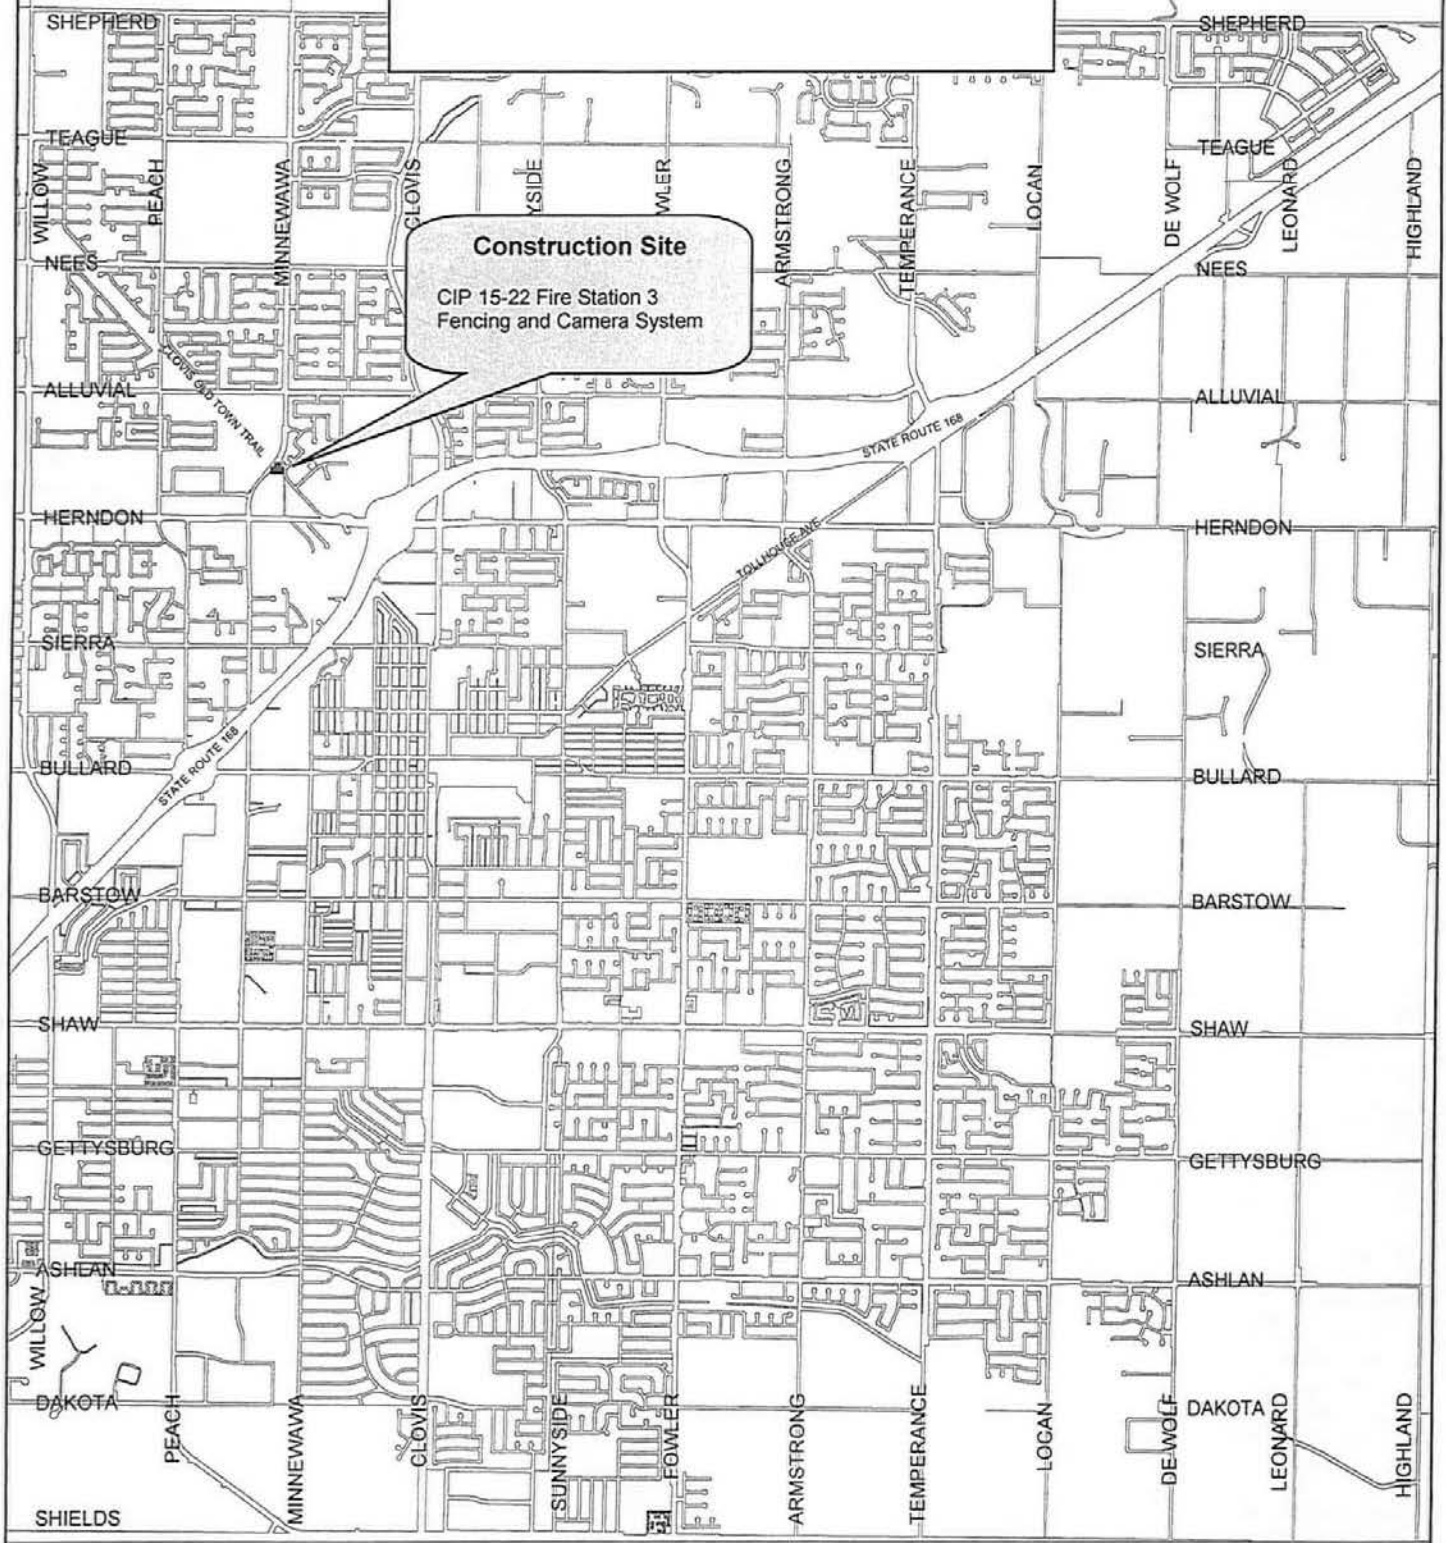 SHEPHERD
SHEPHERD
TEAGUE
TEAGUE
WILLOW
PEACH
MINNEWAWA
CLOVIS
YSIDE
WLER
ARMSTRONG
TEMPERANCE
LOCAN
DE WOLF
LEONARD
HIGHLAND
Construction Site
CIP 15-22 Fire Station 3
Fencing and Camera System
NEES
NEES
CLOVIS OLD TOWN TRAIL
ALLUVIAL
ALLUVIAL
STATE ROUTE 168
HERNDON
HERNDON
TOLLHOUSE AVE
SIERRA
SIERRA
STATE ROUTE 168
BULLARD
BULLARD
BARSTOW
BARSTOW
SHAW
SHAW
GETTYSBURG
GETTYSBURG
ASHLAN
ASHLAN
WILLOW
DAKOTA
DAKOTA
PEACH
MINNEWAWA
CLOVIS
SUNNYSIDE
FOWLER
ARMSTRONG
TEMPERANCE
LOCAN
DE WOLF
LEONARD
HIGHLAND
SHIELDS